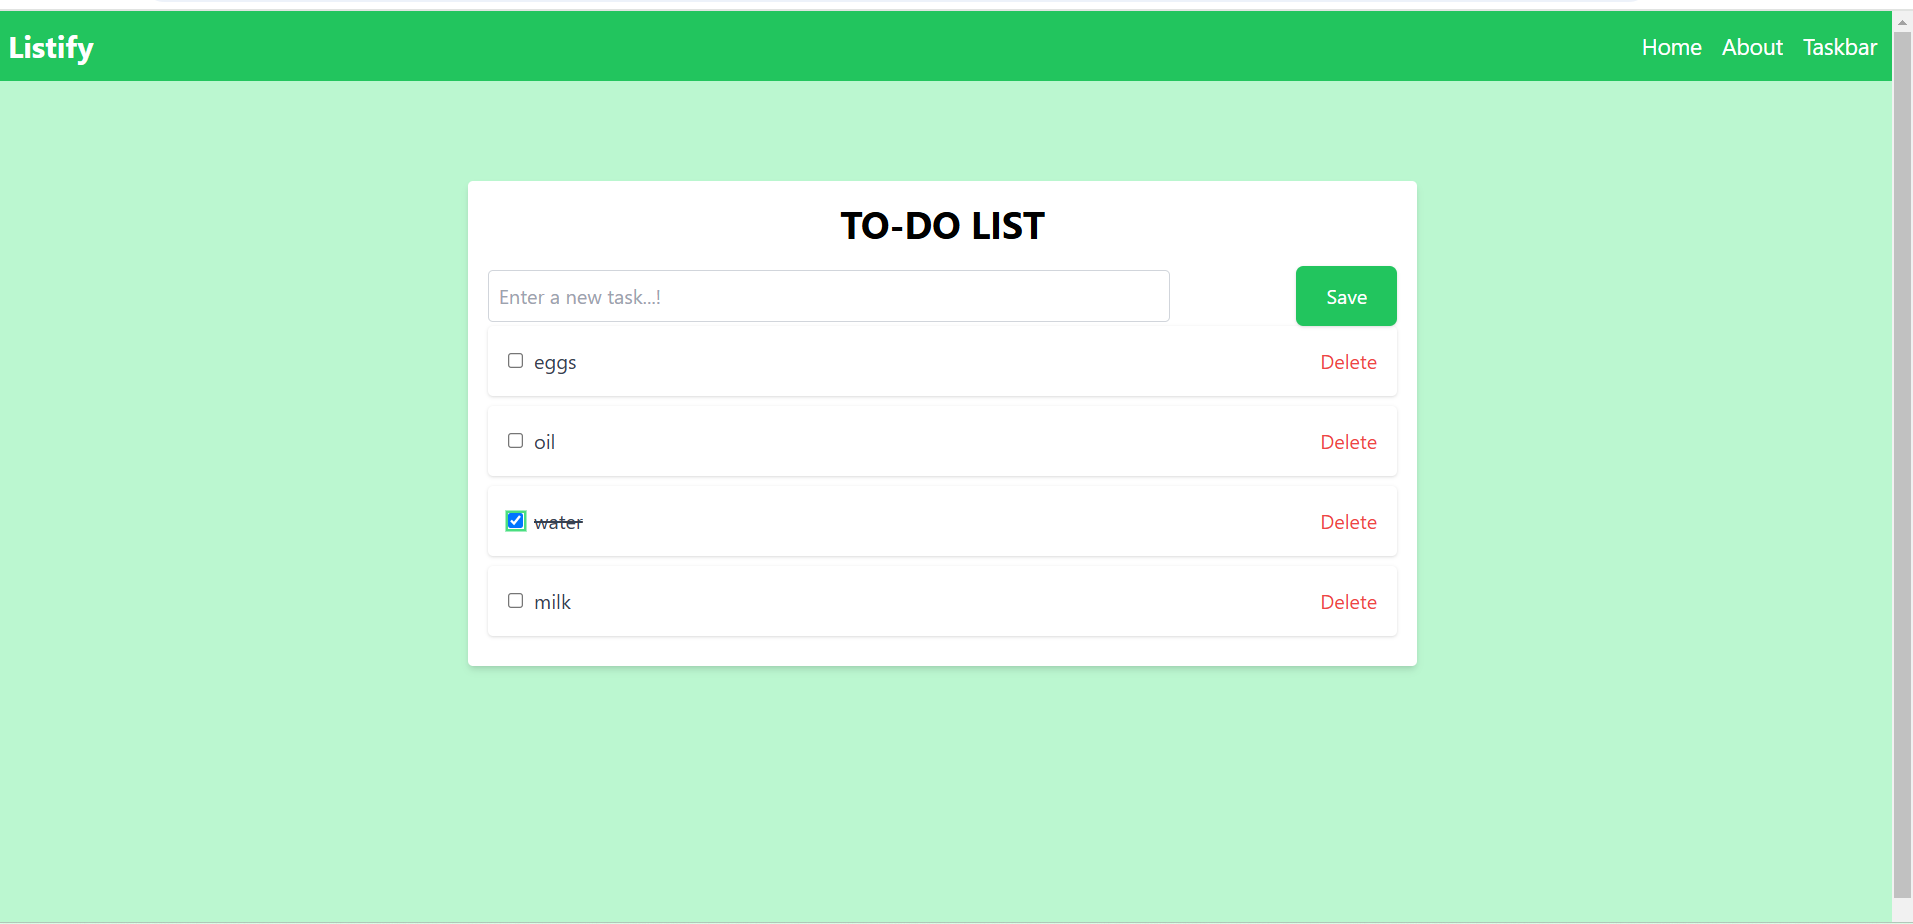 Listify Home About Taskbar
TO-DO LIST
Enter a new task...! Save
eggs Delete
oil Delete
water Delete
milk Delete